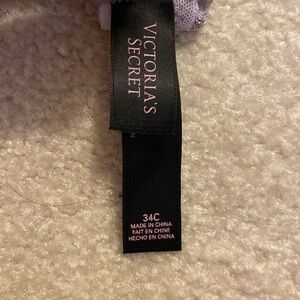 VICTORIA'S
SECRET
34C
MADE IN CHINA
FAIT EN CHINE
HECHO EN CHINA